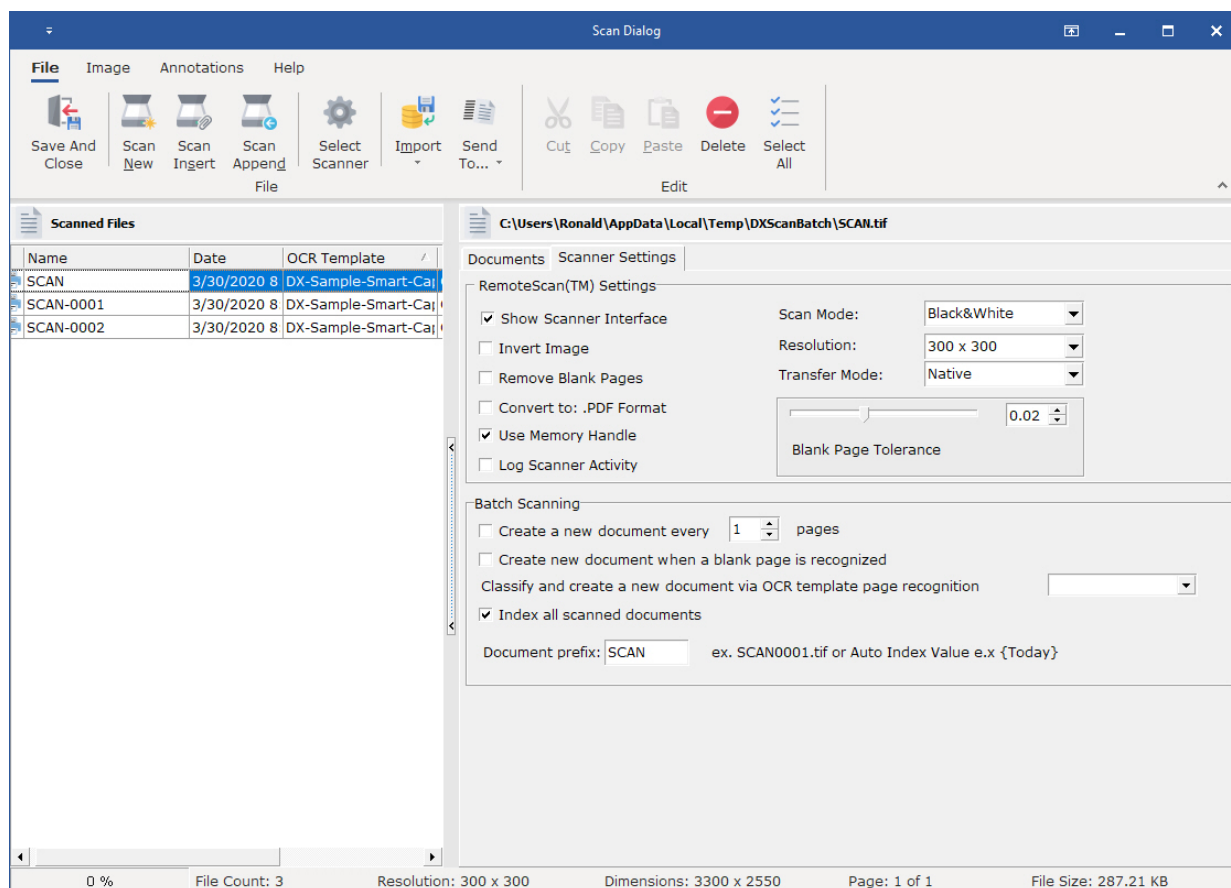 Scan Dialog
File Image Annotations Help
Save And Close
Scan New
Scan Insert
Scan Append
Select Scanner
Import
Send To...
Cut
Copy
Paste
Delete
Select All
File
Edit
Scanned Files
C:\Users\Ronald\AppData\Local\Temp\DXScanBatch\SCAN.tif
Name Date OCR Template
SCAN 3/30/2020 8 DX-Sample-Smart-Cap
SCAN-0001 3/30/2020 8 DX-Sample-Smart-Cap
SCAN-0002 3/30/2020 8 DX-Sample-Smart-Cap
Documents Scanner Settings
RemoteScan(TM) Settings
Show Scanner Interface
Invert Image
Remove Blank Pages
Convert to: .PDF Format
Use Memory Handle
Log Scanner Activity
Scan Mode: Black&White
Resolution: 300 x 300
Transfer Mode: Native
0.02
Blank Page Tolerance
Batch Scanning
Create a new document every 1 pages
Create new document when a blank page is recognized
Classify and create a new document via OCR template page recognition
Index all scanned documents
Document prefix: SCAN ex. SCAN0001.tif or Auto Index Value e.x {Today}
0 % File Count: 3 Resolution: 300 x 300 Dimensions: 3300 x 2550 Page: 1 of 1 File Size: 287.21 KB